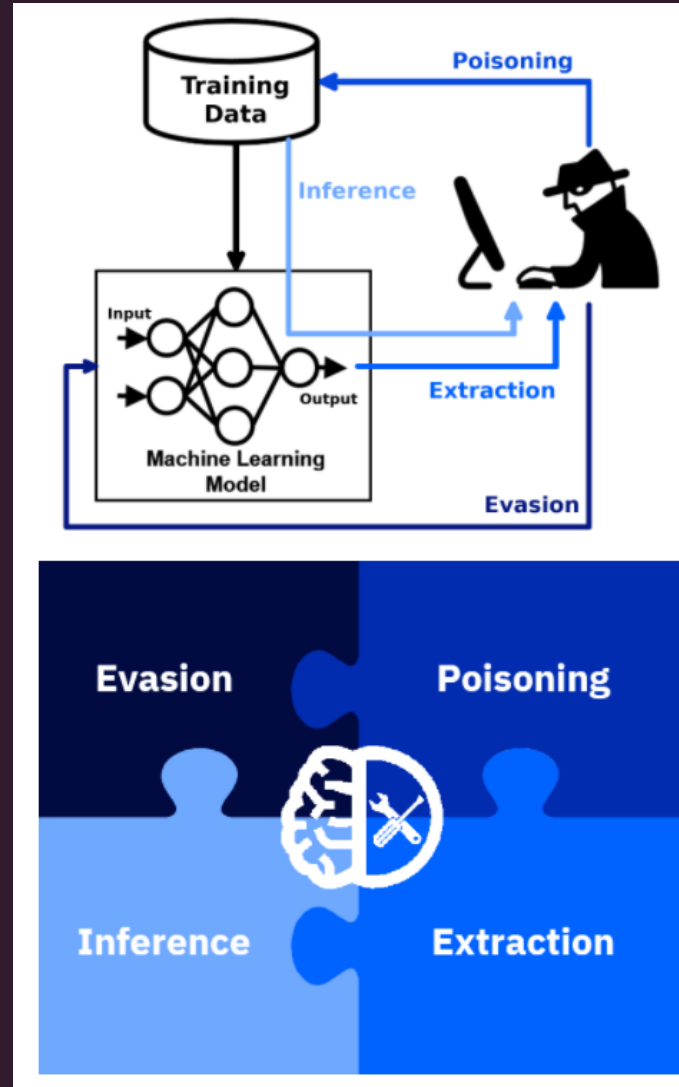 Poisoning
Training
Data
Inference
Input
Output
Extraction
Machine Learning
Model
Evasion
Evasion
Poisoning
Inference
Extraction